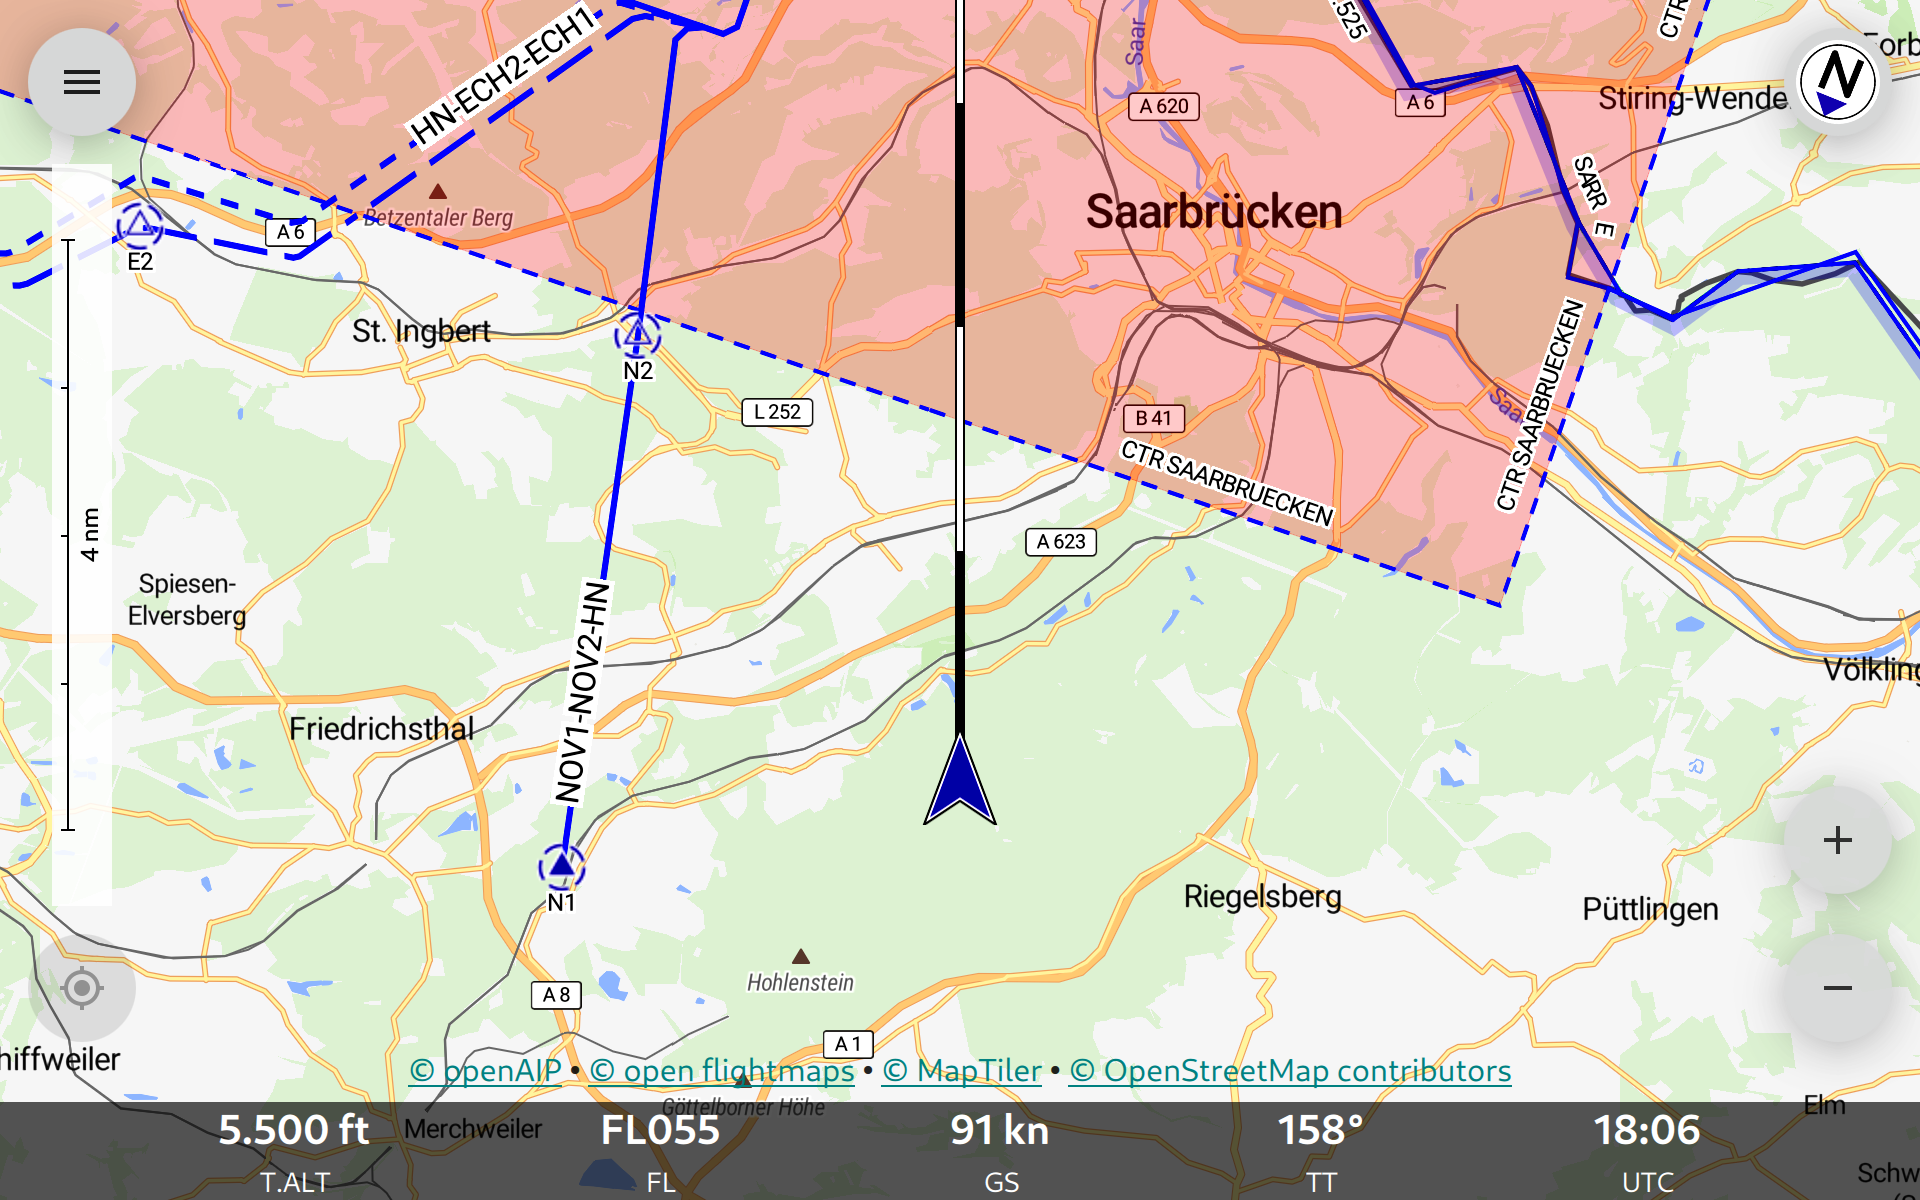 HN-ECH2-ECH1
.525
CTR
Saar
Forb
N
A 620
A 6
Stiring-Wende
SARR E
Betzentaler Berg
Saarbrücken
A 6
E2
St. Ingbert
N2
L 252
B 41
Saa
CTR SAARBRUECKEN
CTR SAARBRUECKEN
4 nm
A 623
Spiesen-
Elversberg
NOV1-NOV2-HN
Völkling
Friedrichsthal
N1
Riegelsberg
Püttlingen
Hohlenstein
A 8
A 1
hiffweiler
© openAIP • © open flightmaps • © MapTiler • © OpenStreetMap contributors
Göttelborner Höhe
Elm
Merchweiler
5.500 ft
FL055
91 kn
158°
18:06
T.ALT
FL
GS
TT
UTC
Schw